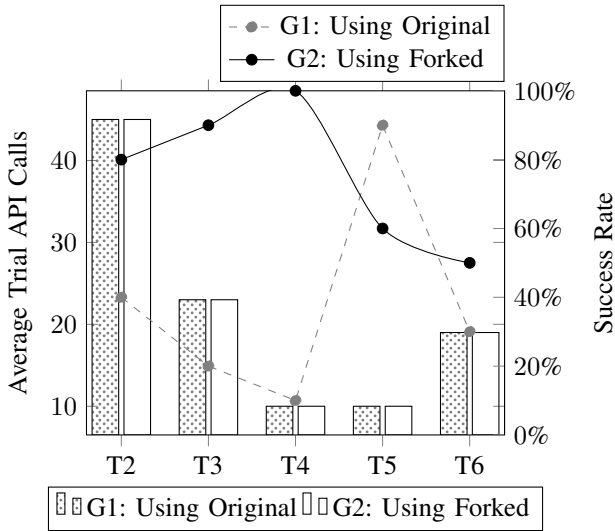 G1: Using Original
G2: Using Forked
Average Trial API Calls
40
30
20
10
100%
80%
60%
40%
20%
0%
Success Rate
T2 T3 T4 T5 T6
G1: Using Original G2: Using Forked